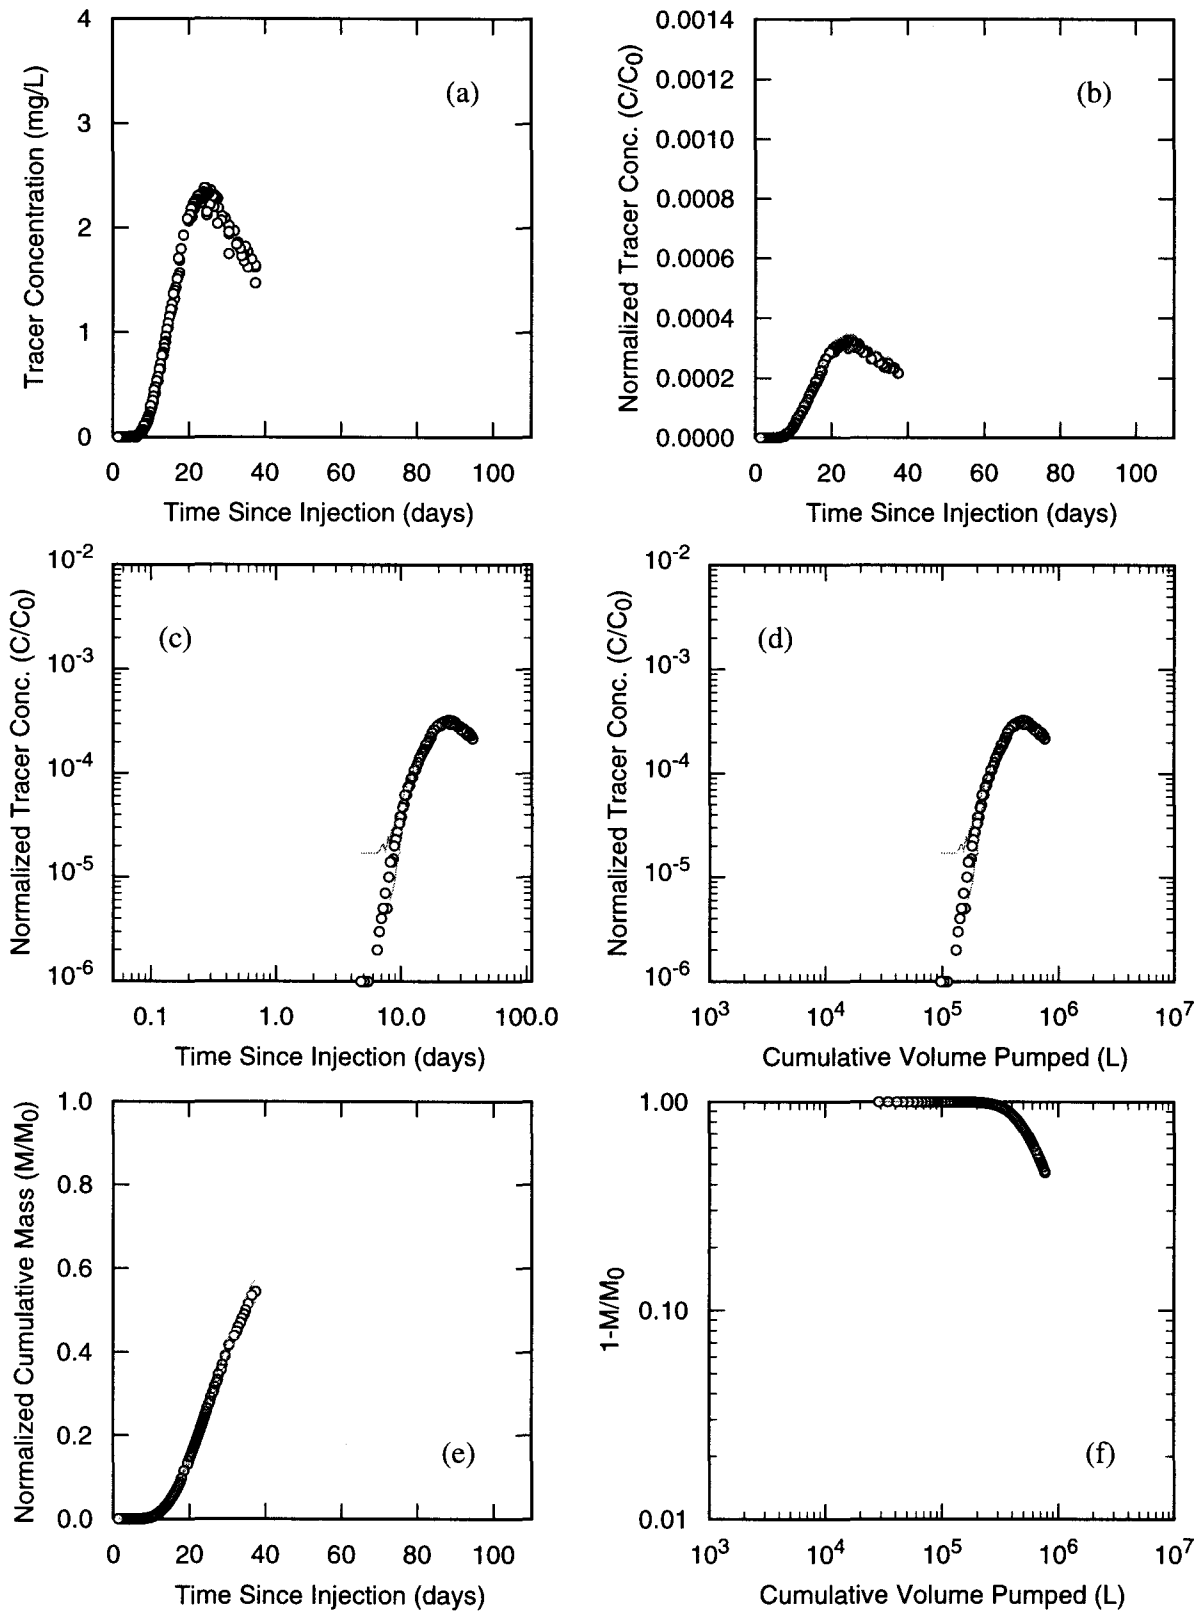 Tracer Concentration (mg/L)
4
3
2
1
0
(a)
0 20 40 60 80 100
Time Since Injection (days)
Normalized Tracer Conc. (C/C0)
0.0014
0.0012
0.0010
0.0008
0.0006
0.0004
0.0002
0.0000
(b)
0 20 40 60 80 100
Time Since Injection (days)
Normalized Tracer Conc. (C/C0)
10-2
10-3
10-4
10-5
10-6
(c)
0.1 1.0 10.0 100.0
Time Since Injection (days)
Normalized Tracer Conc. (C/C0)
10-2
10-3
10-4
10-5
10-6
(d)
103 104 105 106 107
Cumulative Volume Pumped (L)
Normalized Cumulative Mass (M/M0)
1.0
0.8
0.6
0.4
0.2
0.0
(e)
0 20 40 60 80 100
Time Since Injection (days)
1-M/M0
1.00
0.10
0.01
(f)
103 104 105 106 107
Cumulative Volume Pumped (L)